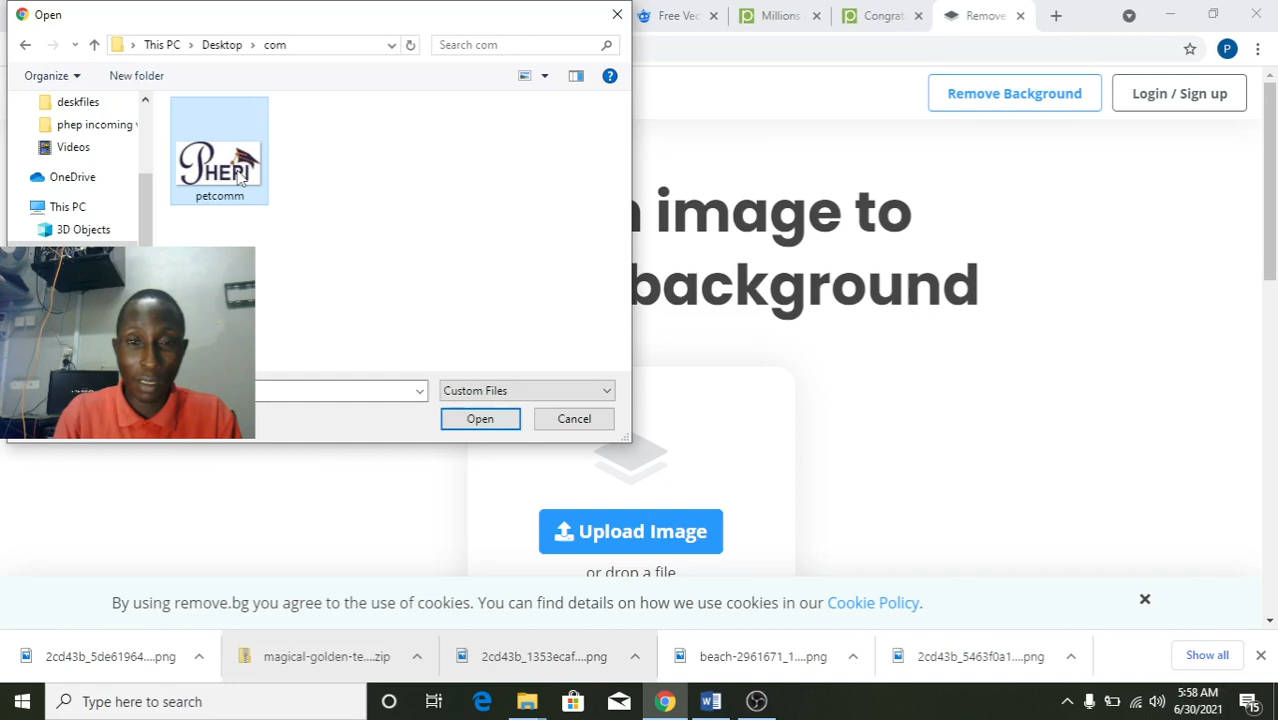 Open
Free Vec
Millions
Congrat
Remove
This PC
Desktop
com
Search com
P
Organize
New folder
Remove Background
Login / Sign up
deskfiles
phep incoming
Videos
OneDrive
This PC
3D Objects
PHEPI
petcomm
image to
background
Custom Files
Open
Cancel
Upload Image
or drop a file
By using remove.bg you agree to the use of cookies. You can find details on how we use cookies in our Cookie Policy.
2cd43b_5de61964....png
magical-golden-te....zip
2cd43b_1353ecaf....png
beach-2961671_1....png
2cd43b_5463f0a1....png
Show all
Type here to search
5:58 AM
6/30/2021
15